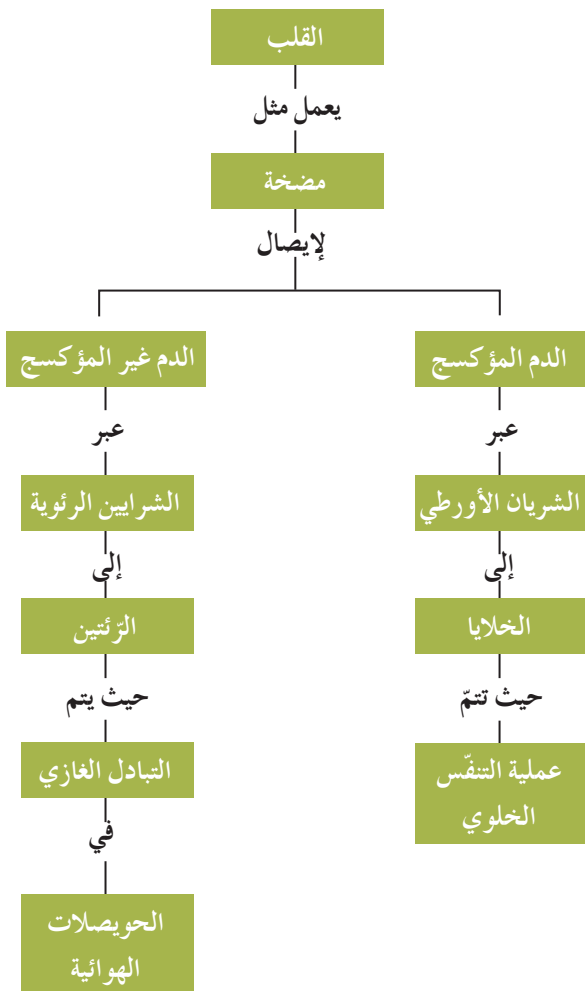 القلب
يعمل مثل
مضخة
لإيصال
الدم المؤكسج
الدم غير المؤكسج
عبر
عبر
الشريان الأورطي
الشرايين الرئوية
إلى
إلى
الخلايا
الرّئتين
حيث تتمّ
حيث يتم
عملية التنفّس
الخلوي
التبادل الغازي
في
الحويصلات
الهوائية